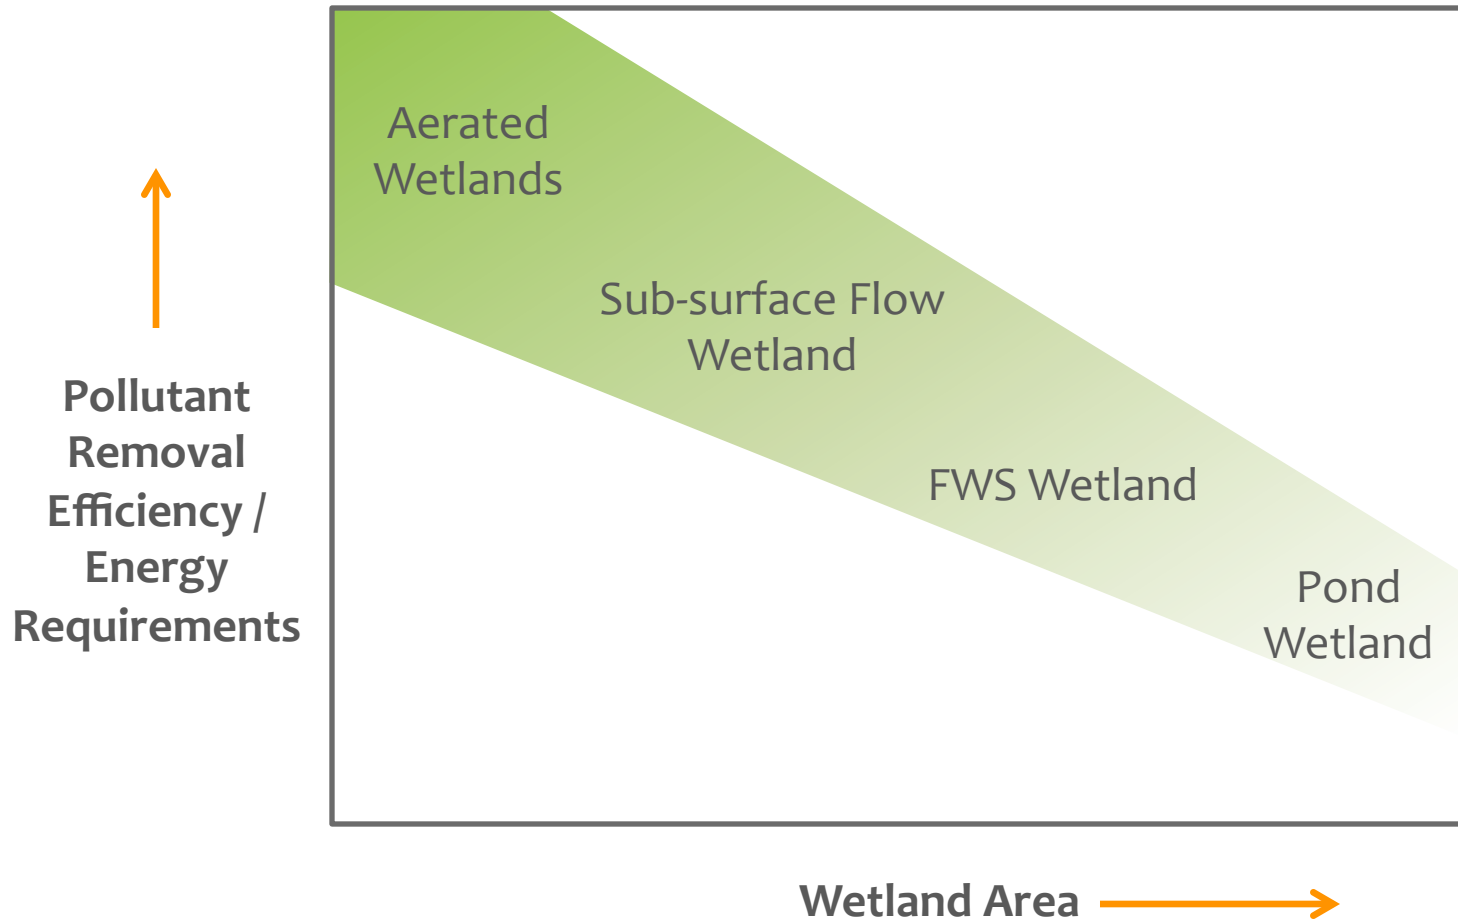 Aerated
Wetlands
Sub-surface Flow
Wetland
FWS Wetland
Pond
Wetland
Pollutant
Removal
Efficiency /
Energy
Requirements
Wetland Area